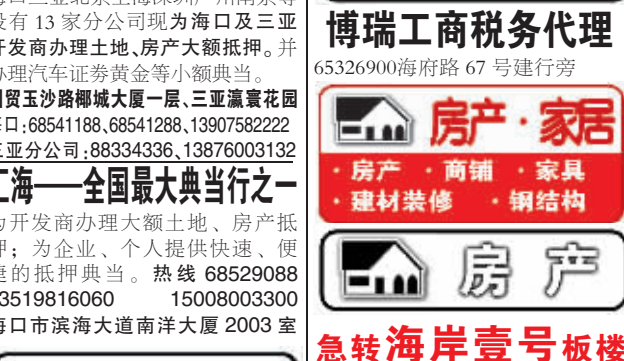 设有 13 家分公司现为海口及三亚
开发商办理土地、房产大额抵押。并
办理汽车证券黄金等小额典当。
国贸玉沙路椰城大厦一层、三亚瀛寰花园
海口:68541188、68541288、13907582222
三亚分公司:88334336、13876003132
汇海——全国最大典当行之一
为开发商办理大额土地、房产抵
押；为企业、个人提供快速、便
捷的抵押典当。热线 68529088
13519816060 15008003300
海口市滨海大道南洋大厦 2003 室
博瑞工商税务代理
65326900海府路 67 号建行旁
房产·家居
·房产 ·商铺 ·家具
·建材装修 ·钢结构
房产
急转海岸壹号板楼